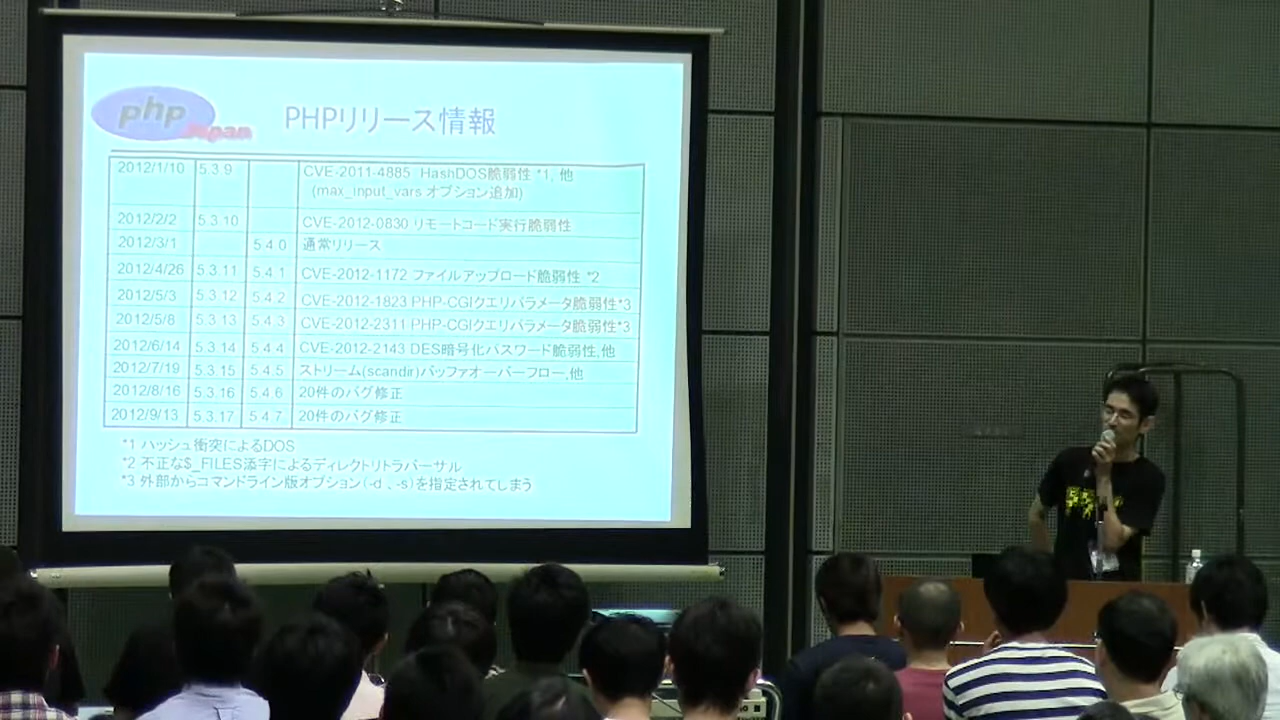 php
Japan
PHPリリース情報
2012/1/10 5.3.9 CVE-2011-4885 HashDOS脆弱性 *1, 他
(max_input_vars オプション追加)
2012/2/2 5.3.10 CVE-2012-0830 リモートコード実行脆弱性
2012/3/1 5.4.0 通常リリース
2012/4/26 5.3.11 5.4.1 CVE-2012-1172 ファイルアップロード脆弱性 *2
2012/5/3 5.3.12 5.4.2 CVE-2012-1823 PHP-CGIクエリパラメータ脆弱性*3
2012/5/8 5.3.13 5.4.3 CVE-2012-2311 PHP-CGIクエリパラメータ脆弱性*3
2012/6/14 5.3.14 5.4.4 CVE-2012-2143 DES暗号化パスワード脆弱性,他
2012/7/19 5.3.15 5.4.5 ストリーム(scandir)バッファオーバーフロー,他
2012/8/16 5.3.16 5.4.6 20件のバグ修正
2012/9/13 5.3.17 5.4.7 20件のバグ修正
*1 ハッシュ衝突によるDOS
*2 不正な$_FILES添字によるディレクトリトラバーサル
*3 外部からコマンドライン版オプション(-d 、-s)を指定されてしまう